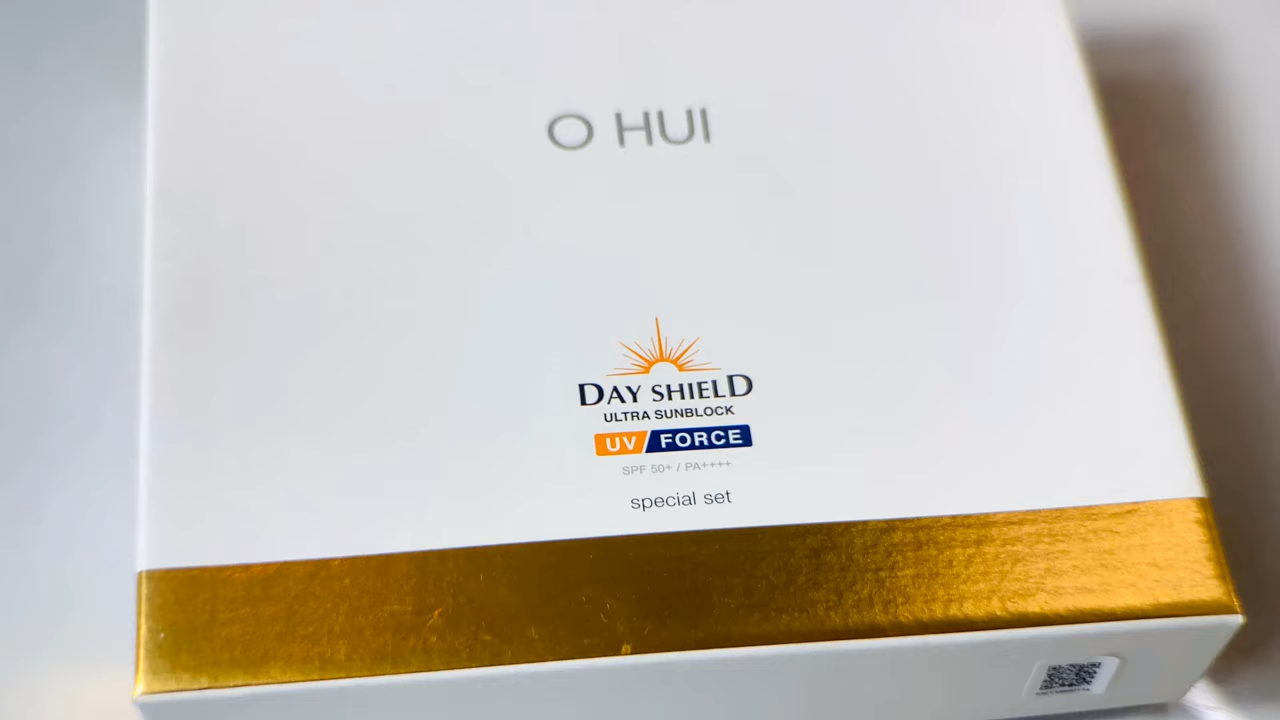 O HUI
DAY SHIELD
ULTRA SUNBLOCK
UV FORCE
SPF 50+ / PA++++
special set